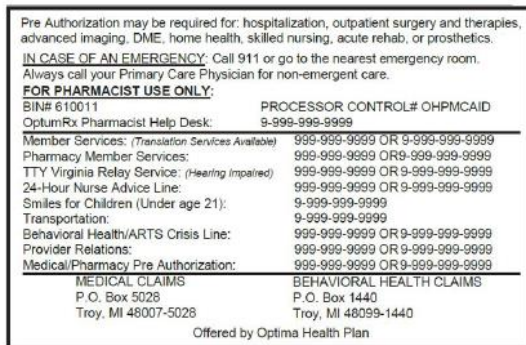 Pre Authorization may be required for: hospitalization, outpatient surgery and therapies,
advanced imaging, DME, home health, skilled nursing, acute rehab, or prosthetics.
IN CASE OF AN EMERGENCY: Call 911 or go to the nearest emergency room.
Always call your Primary Care Physician for non-emergent care.
FOR PHARMACIST USE ONLY:
BIN# 610011 PROCESSOR CONTROL# OHPMCAID
OptumRx Pharmacist Help Desk: 9-999-999-9999
Member Services: (Translation Services Available) 999-999-9999 OR 9-999-999-9999
Pharmacy Member Services: 999-999-9999 OR9-999-999-9999
TTY Virginia Relay Service: (Hearing Impaired) 999-999-9999 OR 9-999-999-9999
24-Hour Nurse Advice Line: 999-999-9999 OR 9-999-999-9999
Smiles for Children (Under age 21): 9-999-999-9999
Transportation: 9-999-999-9999
Behavioral Health/ARTS Crisis Line: 999-999-9999 OR 9-999-999-9999
Provider Relations: 999-999-9999 OR 9-999-999-9999
Medical/Pharmacy Pre Authorization: 999-999-9999 OR 9-999-999-9999
MEDICAL CLAIMS BEHAVIORAL HEALTH CLAIMS
P.O. Box 5028 P.O. Box 1440
Troy, MI 48007-5028 Troy, MI 48099-1440
Offered by Optima Health Plan